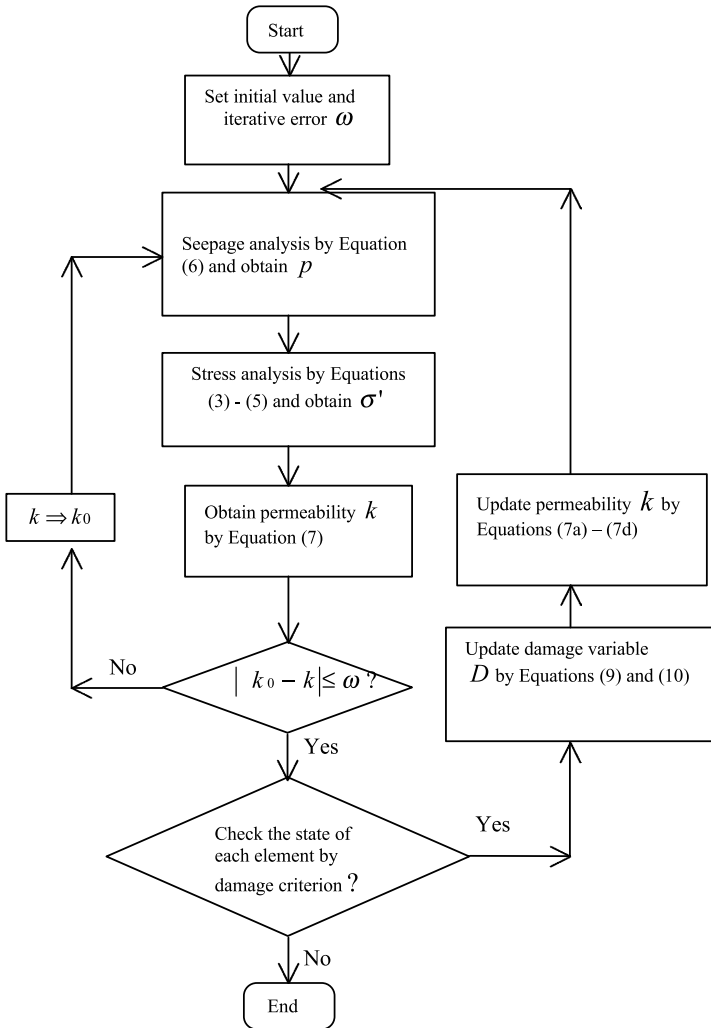 Start
Set initial value and
iterative error ω
Seepage analysis by Equation
(6) and obtain p
Stress analysis by Equations
(3) - (5) and obtain σ'
Obtain permeability k
by Equation (7)
k ⇒ k₀
Update permeability k by
Equations (7a) – (7d)
Update damage variable
D by Equations (9) and (10)
No
| k₀ − k|≤ ω ?
Yes
Check the state of
each element by
damage criterion ?
Yes
No
End